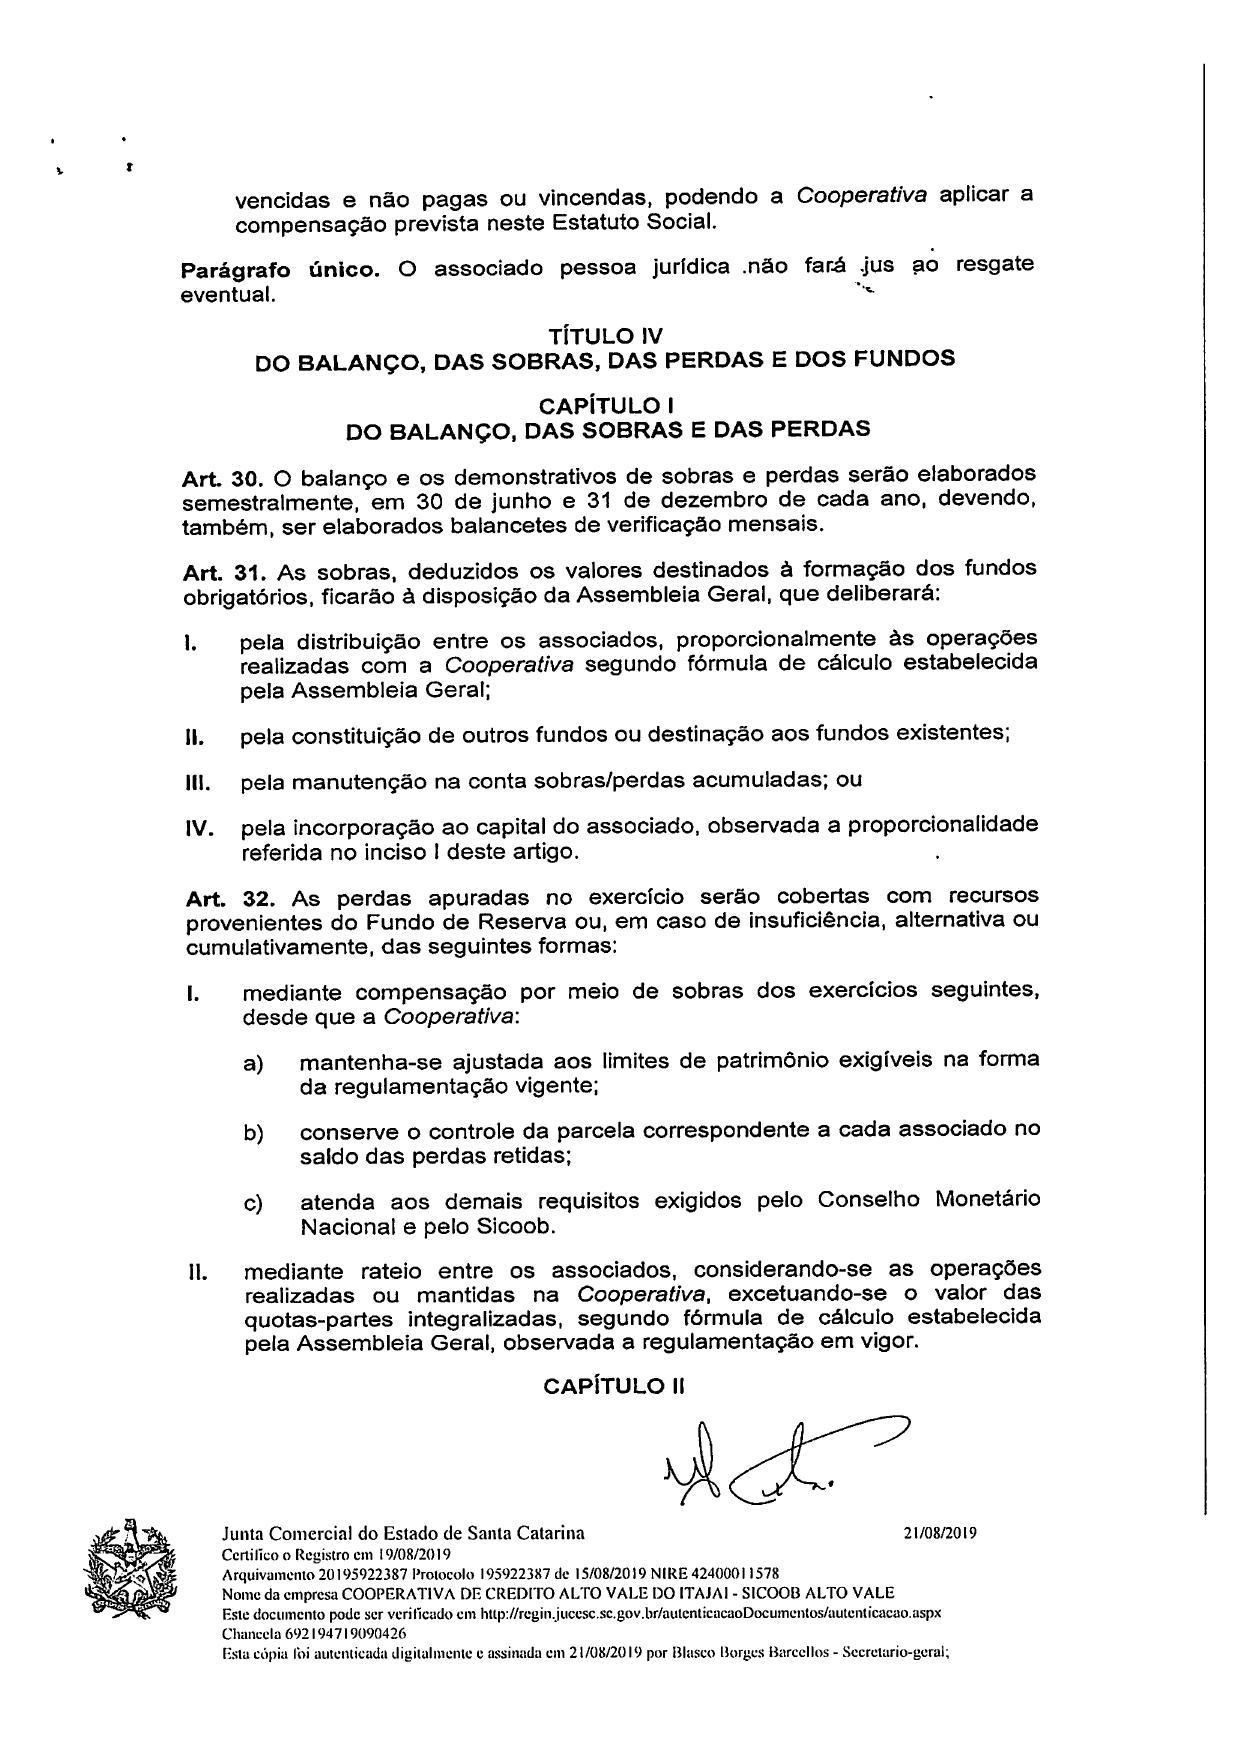 vencidas e não pagas ou vincendas, podendo a Cooperativa aplicar a
compensação prevista neste Estatuto Social.
Parágrafo único. O associado pessoa jurídica não fará jus ao resgate
eventual.
TÍTULO IV
DO BALANÇO, DAS SOBRAS, DAS PERDAS E DOS FUNDOS
CAPÍTULO I
DO BALANÇO, DAS SOBRAS E DAS PERDAS
Art. 30. O balanço e os demonstrativos de sobras e perdas serão elaborados
semestralmente, em 30 de junho e 31 de dezembro de cada ano, devendo,
também, ser elaborados balancetes de verificação mensais.
Art. 31. As sobras, deduzidos os valores destinados à formação dos fundos
obrigatórios, ficarão à disposição da Assembleia Geral, que deliberará:
I. pela distribuição entre os associados, proporcionalmente às operações
realizadas com a Cooperativa segundo fórmula de cálculo estabelecida
pela Assembleia Geral;
II. pela constituição de outros fundos ou destinação aos fundos existentes;
III. pela manutenção na conta sobras/perdas acumuladas; ou
IV. pela incorporação ao capital do associado, observada a proporcionalidade
referida no inciso I deste artigo.
Art. 32. As perdas apuradas no exercício serão cobertas com recursos
provenientes do Fundo de Reserva ou, em caso de insuficiência, alternativa ou
cumulativamente, das seguintes formas:
I. mediante compensação por meio de sobras dos exercícios seguintes,
desde que a Cooperativa:
a) mantenha-se ajustada aos limites de patrimônio exigíveis na forma
da regulamentação vigente;
b) conserve o controle da parcela correspondente a cada associado no
saldo das perdas retidas;
c) atenda aos demais requisitos exigidos pelo Conselho Monetário
Nacional e pelo Sicoob.
II. mediante rateio entre os associados, considerando-se as operações
realizadas ou mantidas na Cooperativa, excetuando-se o valor das
quotas-partes integralizadas, segundo fórmula de cálculo estabelecida
pela Assembleia Geral, observada a regulamentação em vigor.
CAPÍTULO II
Junta Comercial do Estado de Santa Catarina 21/08/2019
Certifico o Registro em 19/08/2019
Arquivamento 20195922387 Protocolo 195922387 de 15/08/2019 NIRE 42400011578
Nome da empresa COOPERATIVA DE CREDITO ALTO VALE DO ITAJAI - SICOOB ALTO VALE
Este documento pode ser verificado em http://regin.jucesc.sc.gov.br/autenticacaoDocumentos/autenticacao.aspx
Chancela 692194719090426
Esta cópia foi autenticada digitalmente e assinada em 21/08/2019 por Blasco Borges Barcellos - Secretario-geral;